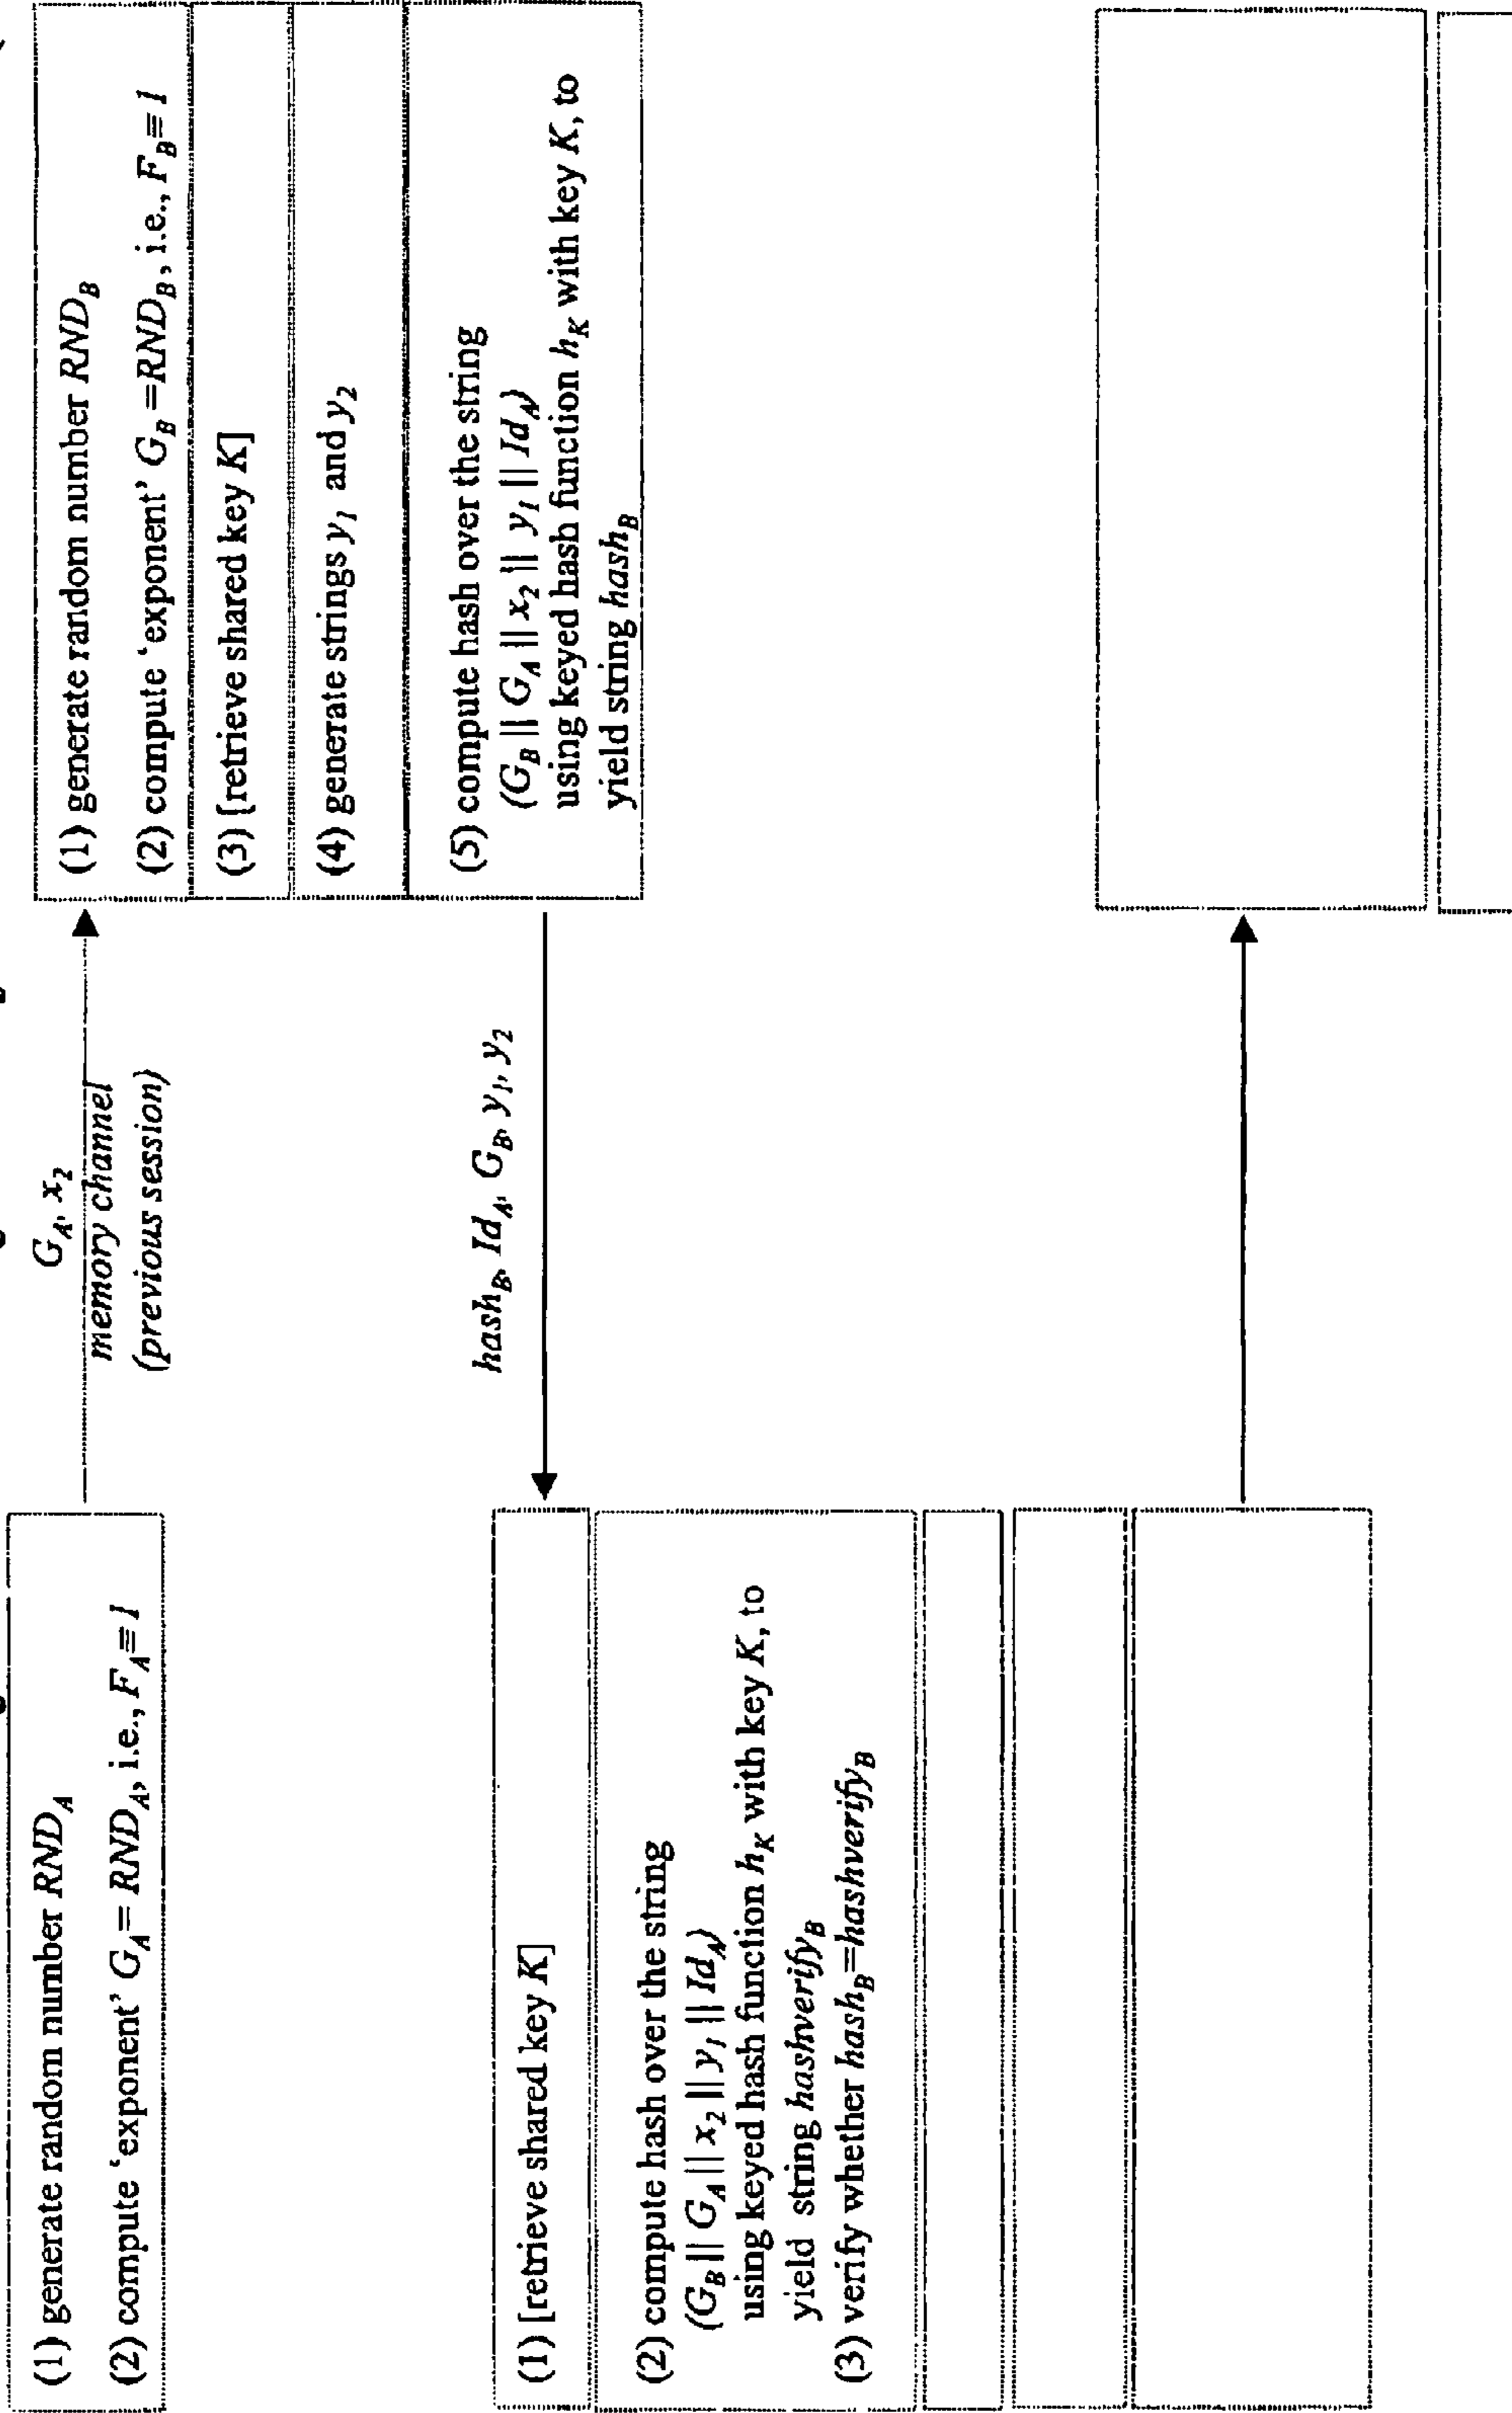 (1) generate random number RND_A
(2) compute ‘exponent’ G_A= RND_A, i.e., F_A≡1
G_A, x_2
memory channel
(previous session)
(1) generate random number RND_B
(2) compute ‘exponent’ G_B =RND_B, i.e., F_B≡1
(3) [retrieve shared key K]
(4) generate strings y_1 and y_2
(5) compute hash over the string
(G_B || G_A || x_2 || y_1 || Id_A)
using keyed hash function h_K with key K, to
yield string hash_B
hash_B, Id_A, G_B, y_1, y_2
(1) [retrieve shared key K]
(2) compute hash over the string
(G_B || G_A || x_2 || y_1 || Id_A)
using keyed hash function h_K with key K, to
yield string hashverify_B
(3) verify whether hash_B=hashverify_B